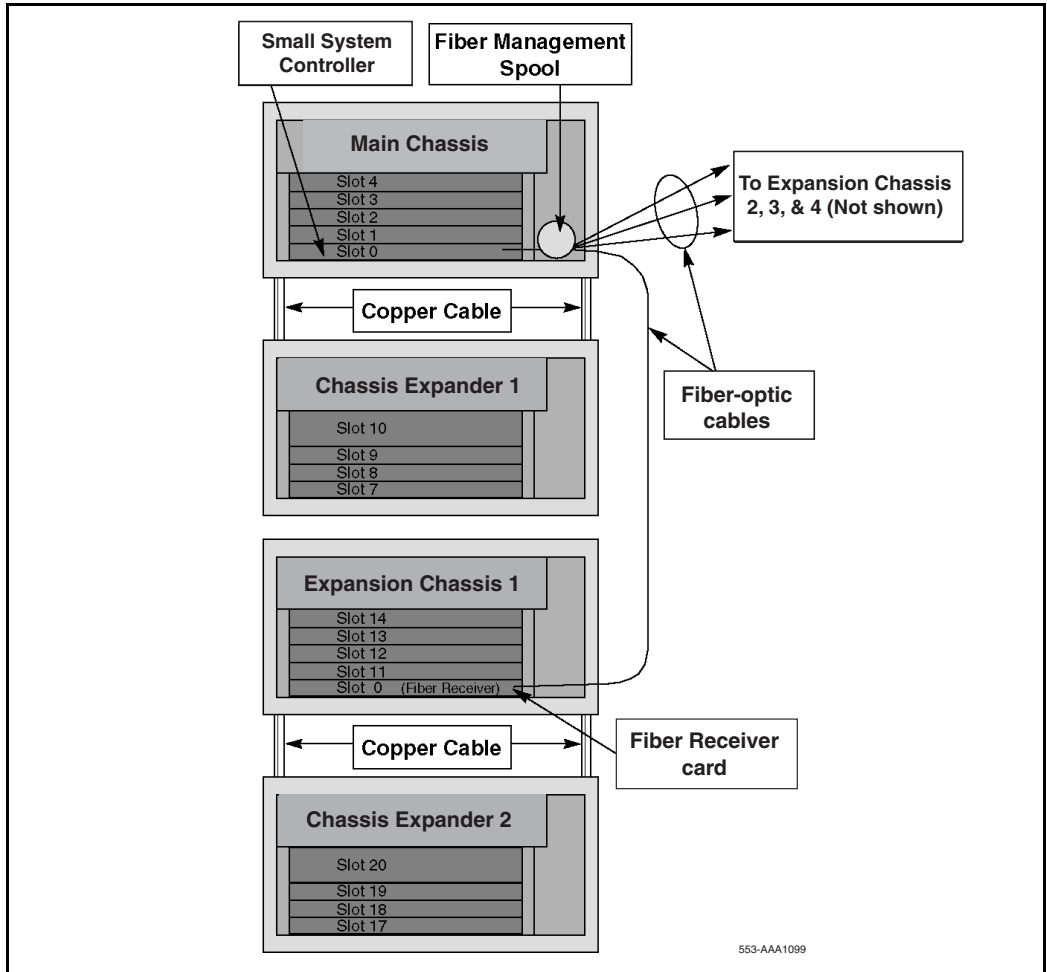 Small System
Controller
Fiber Management
Spool
Main Chassis
Slot 4
Slot 3
Slot 2
Slot 1
Slot 0
To Expansion Chassis
2, 3, & 4 (Not shown)
Copper Cable
Chassis Expander 1
Slot 10
Slot 9
Slot 8
Slot 7
Fiber-optic
cables
Expansion Chassis 1
Slot 14
Slot 13
Slot 12
Slot 11
Slot 0 (Fiber Receiver)
Copper Cable
Fiber Receiver
card
Chassis Expander 2
Slot 20
Slot 19
Slot 18
Slot 17
553-AAA1099